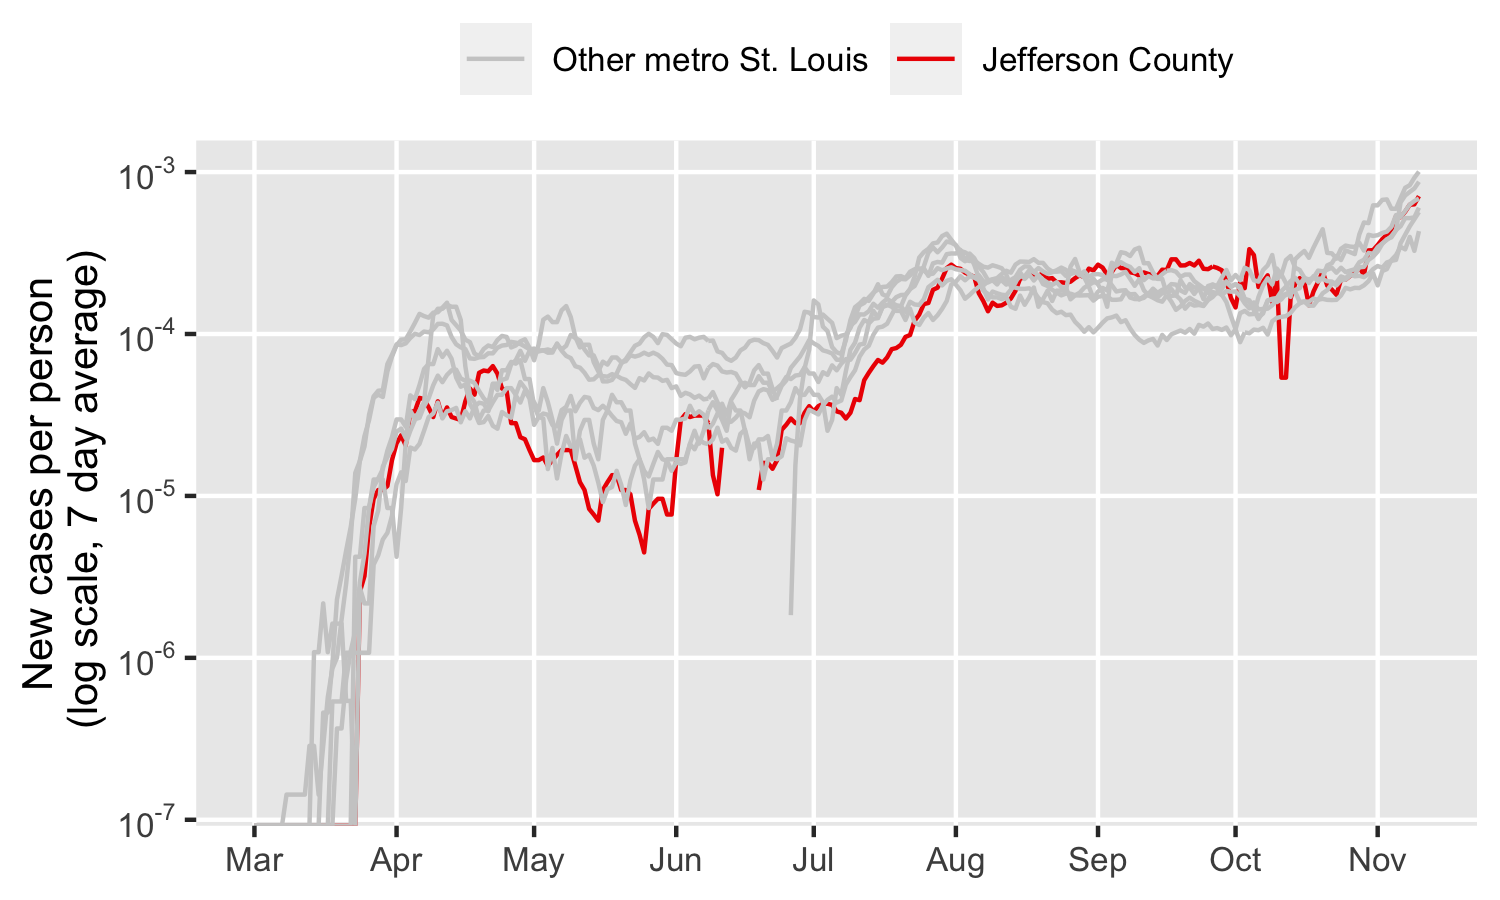 Other metro St. Louis Jefferson County
New cases per person
(log scale, 7 day average)
10⁻³
10⁻⁴
10⁻⁵
10⁻⁶
10⁻⁷
Mar Apr May Jun Jul Aug Sep Oct Nov